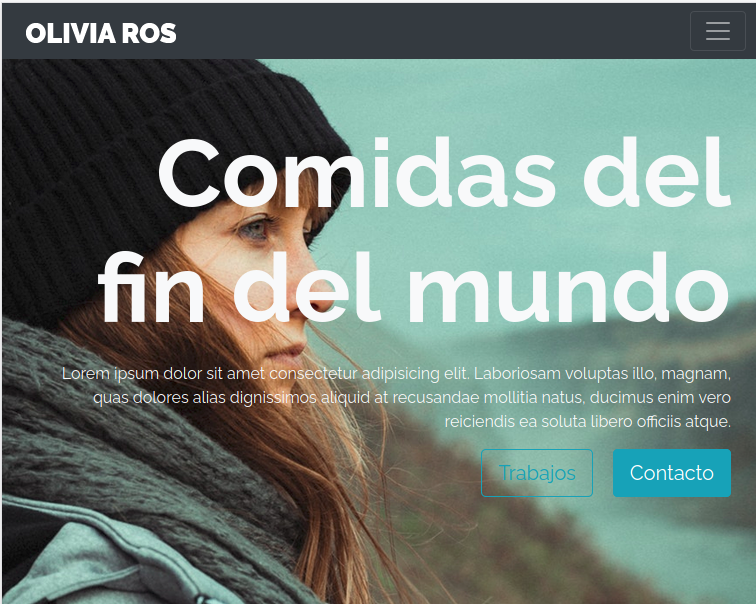 OLIVIA ROS
Comidas del
fin del mundo
Lorem ipsum dolor sit amet consectetur adipisicing elit. Laboriosam voluptas illo, magnam,
quas dolores alias dignissimos aliquid at recusandae mollitia natus, ducimus enim vero
reiciendis ea soluta libero officiis atque.
Trabajos Contacto